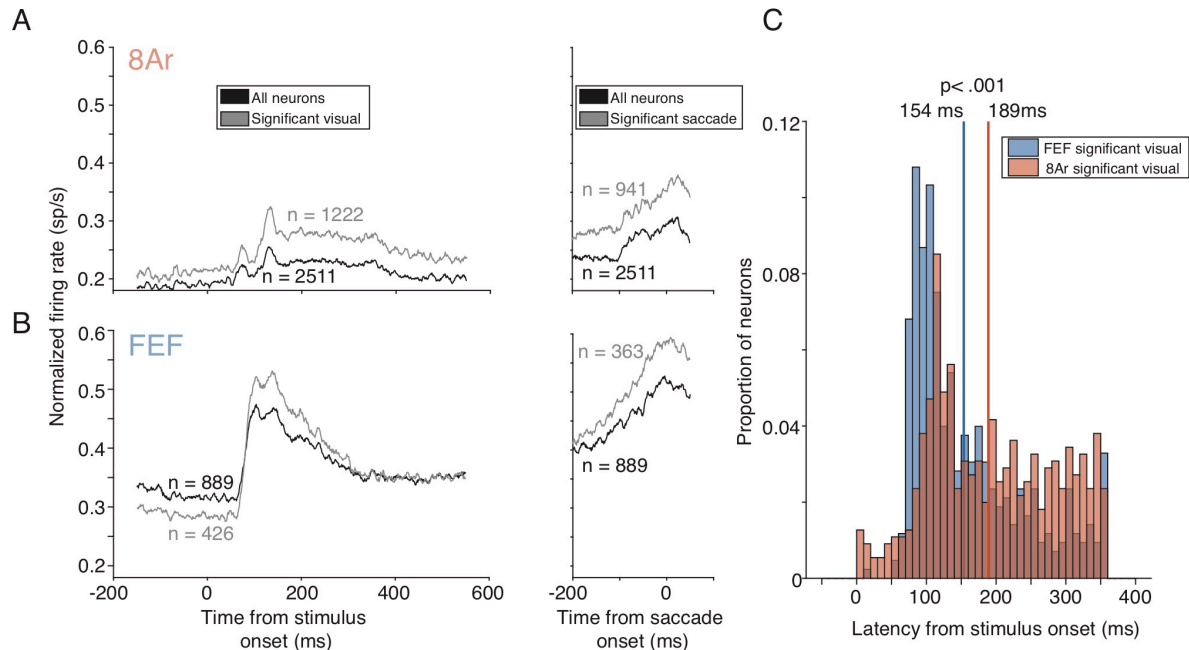 A
8Ar
0.6
0.5
0.4
0.3
0.2
All neurons
Significant visual
n = 1222
n = 2511
All neurons
Significant saccade
n = 941
n = 2511
B
FEF
Normalized firing rate (sp/s)
0.6
0.5
0.4
0.3
0.2
n = 889
n = 426
-200 0 200 400 600
Time from stimulus
onset (ms)
n = 363
n = 889
-200 0
Time from saccade
onset (ms)
C
p< .001
154 ms 189ms
FEF significant visual
8Ar significant visual
Proportion of neurons
0.12
0.08
0.04
0
0 100 200 300 400
Latency from stimulus onset (ms)